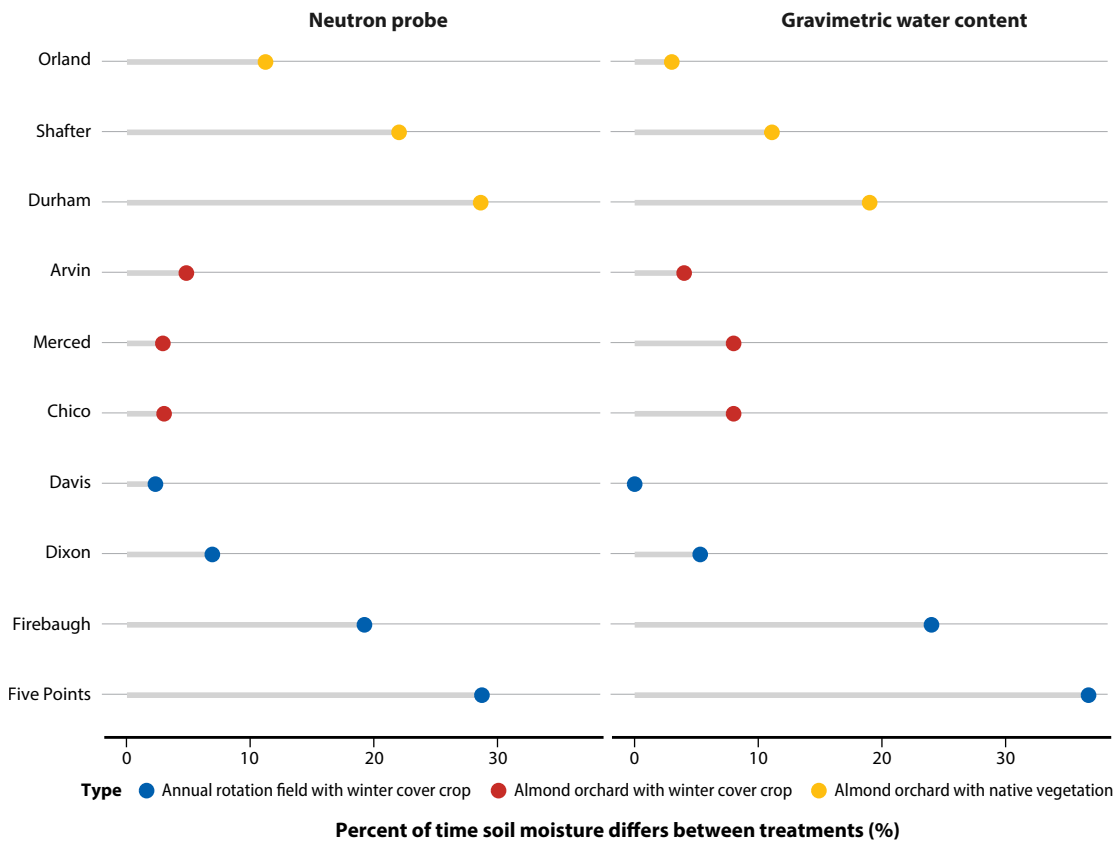 Neutron probe
Gravimetric water content
Orland
Shafter
Durham
Arvin
Merced
Chico
Davis
Dixon
Firebaugh
Five Points
0 10 20 30 0 10 20 30
Type Annual rotation field with winter cover crop Almond orchard with winter cover crop Almond orchard with native vegetation
Percent of time soil moisture differs between treatments (%)